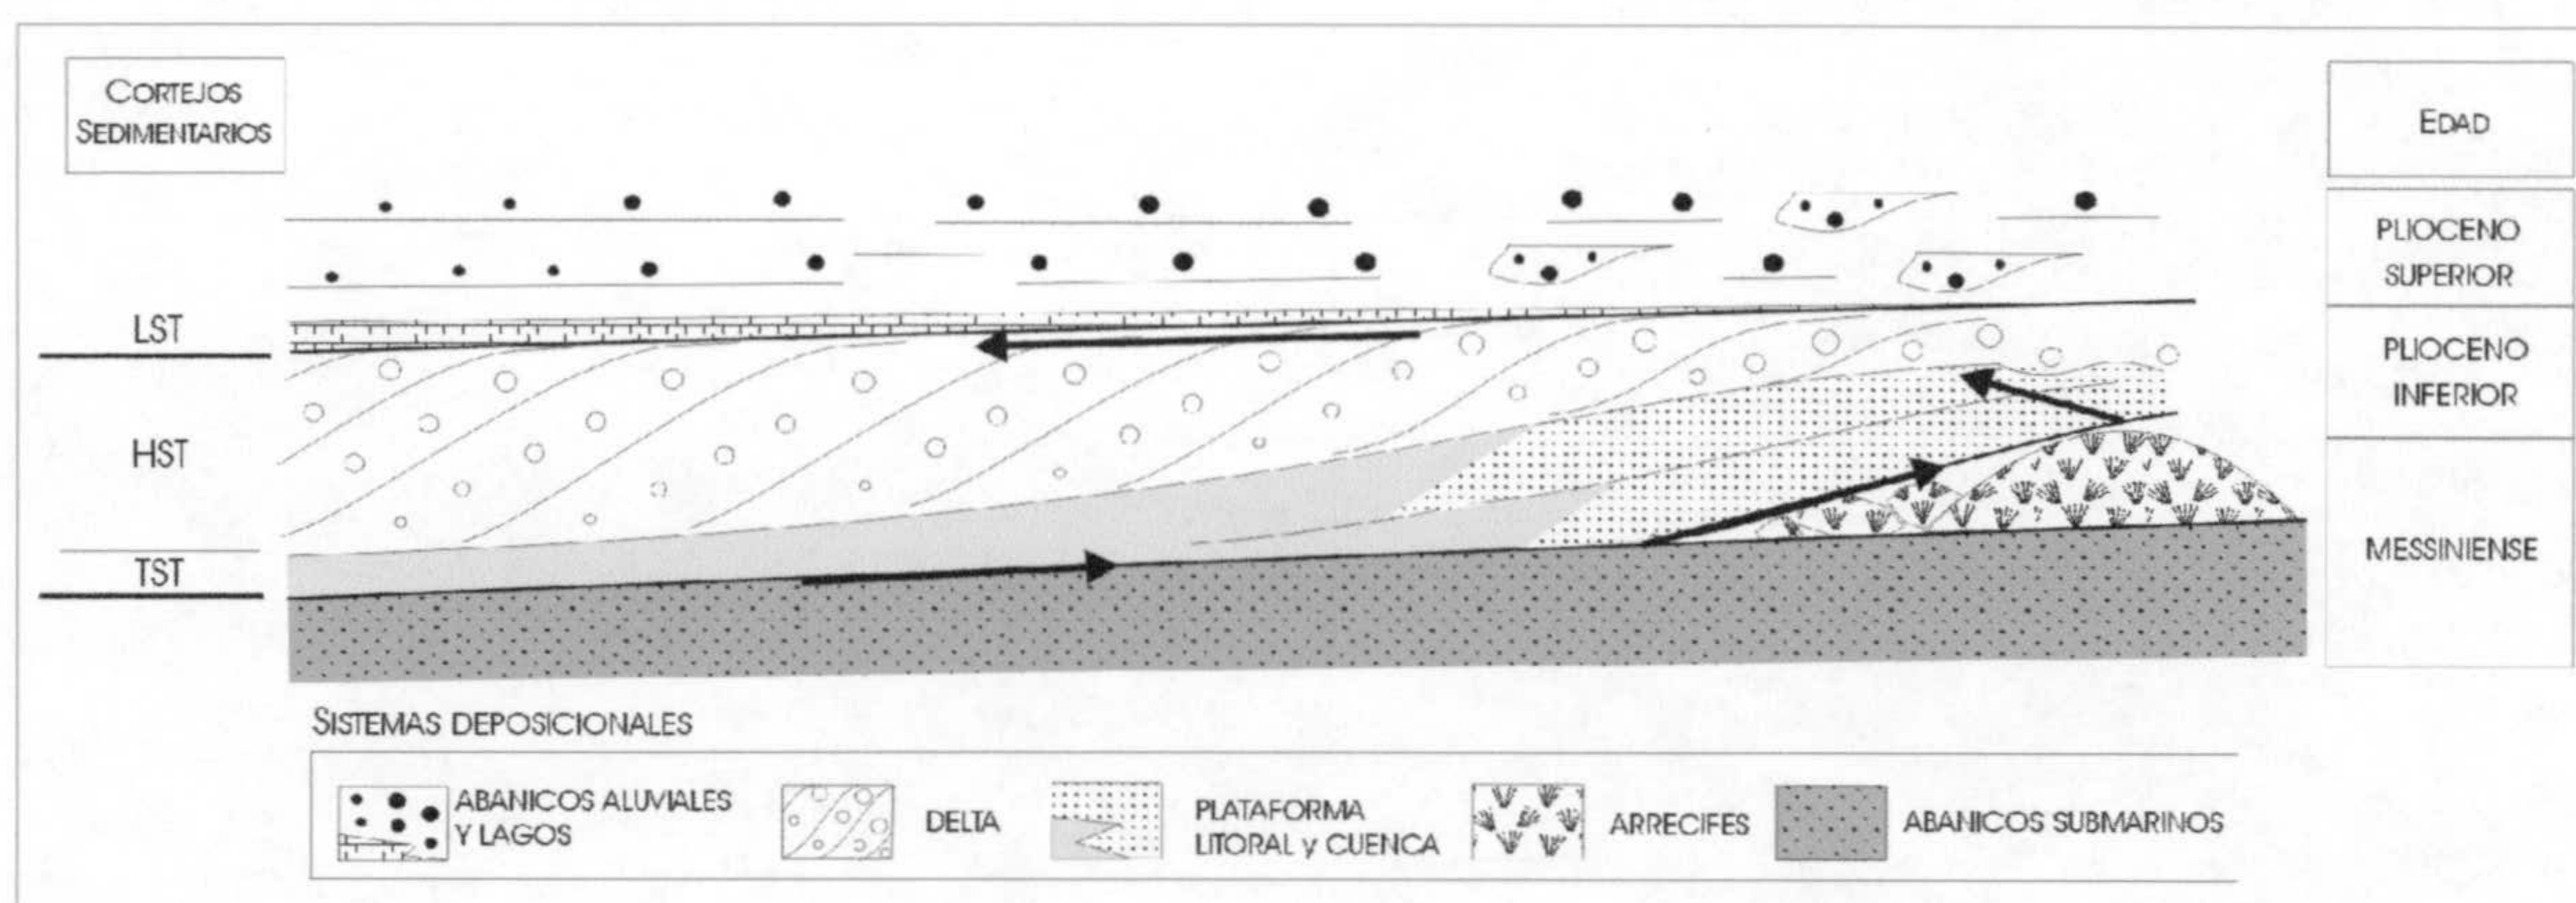 CORTEJOS
SEDIMENTARIOS
EDAD
PLIOCENO
SUPERIOR
LST
PLIOCENO
INFERIOR
HST
MESSINIENSE
TST
SISTEMAS DEPOSICIONALES
ABANICOS ALUVIALES
Y LAGOS
DELTA
PLATAFORMA
LITORAL y CUENCA
ARRECIFES
ABANICOS SUBMARINOS